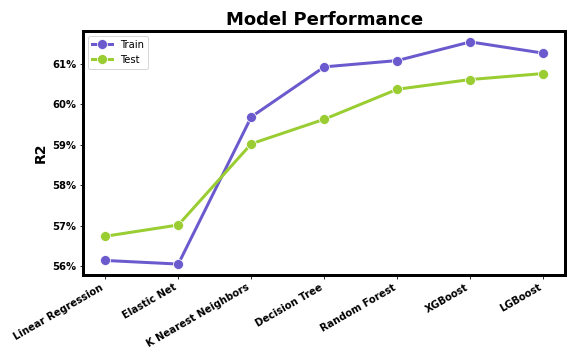 Model Performance
Train
Test
R2
61%
60%
59%
58%
57%
56%
Linear Regression
Elastic Net
K Nearest Neighbors
Decision Tree
Random Forest
XGBoost
LGBoost